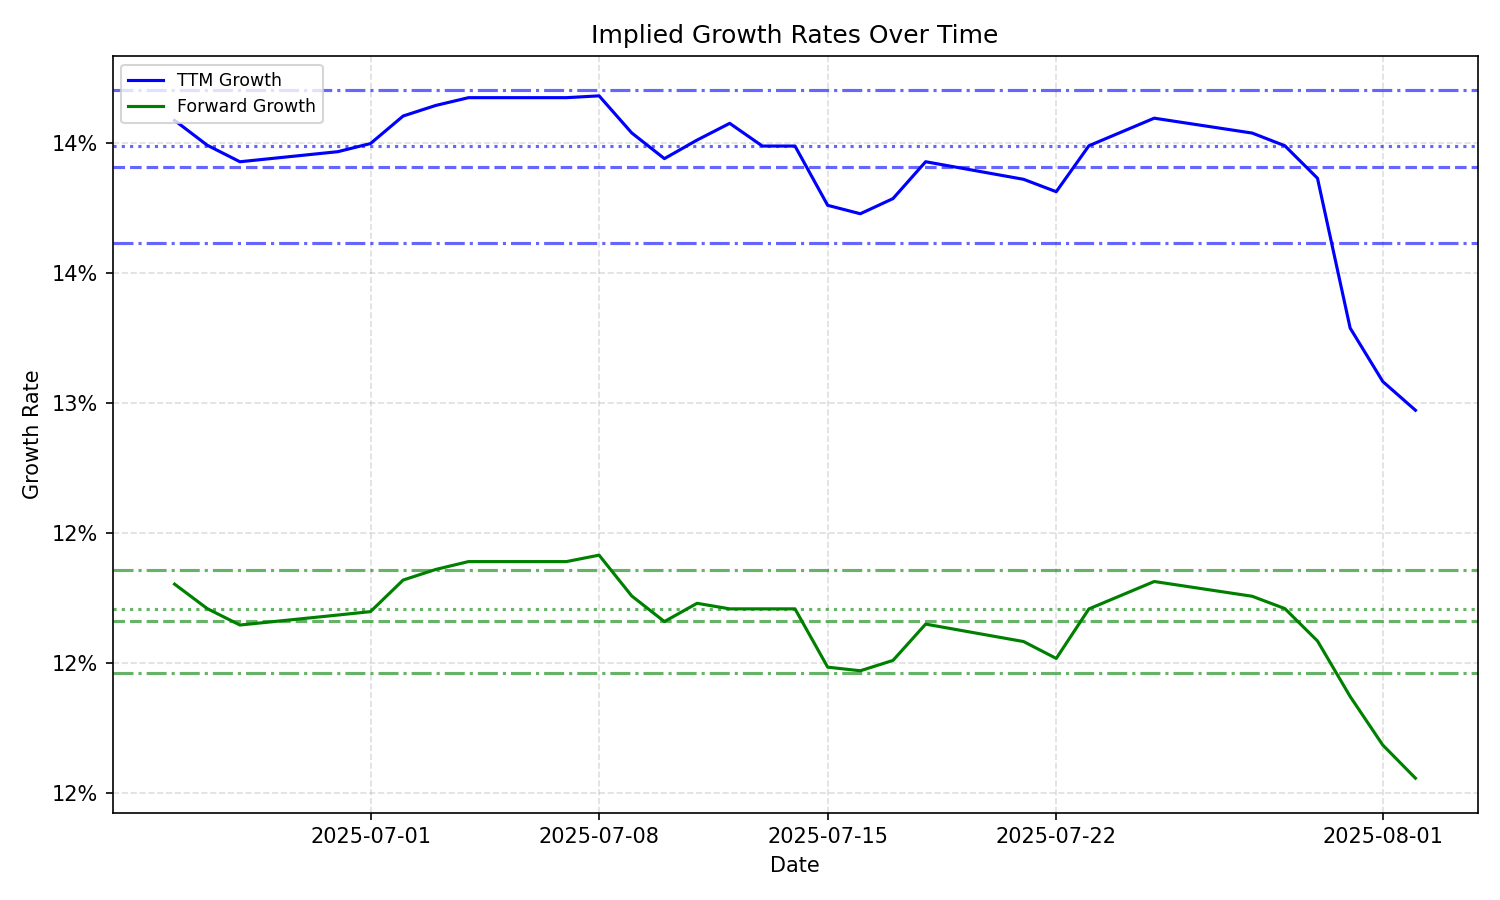 Implied Growth Rates Over Time
TTM Growth
Forward Growth
14%
14%
13%
12%
12%
12%
Growth Rate
2025-07-01
2025-07-08
2025-07-15
2025-07-22
2025-08-01
Date